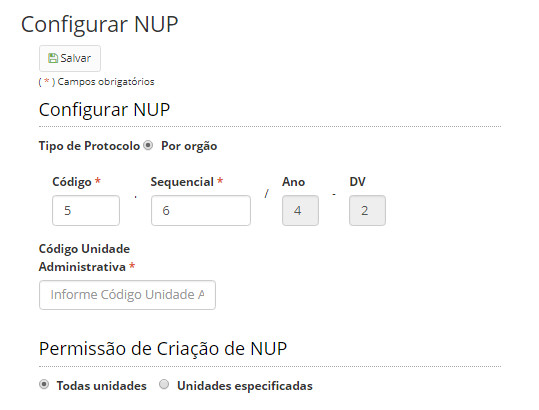 Configurar NUP
Salvar
( * ) Campos obrigatórios
Configurar NUP
Tipo de Protocolo Por orgão
Código * Sequencial * Ano DV
5 . 6 / 4 - 2
Código Unidade
Administrativa *
Informe Código Unidade A
Permissão de Criação de NUP
Todas unidades Unidades especificadas